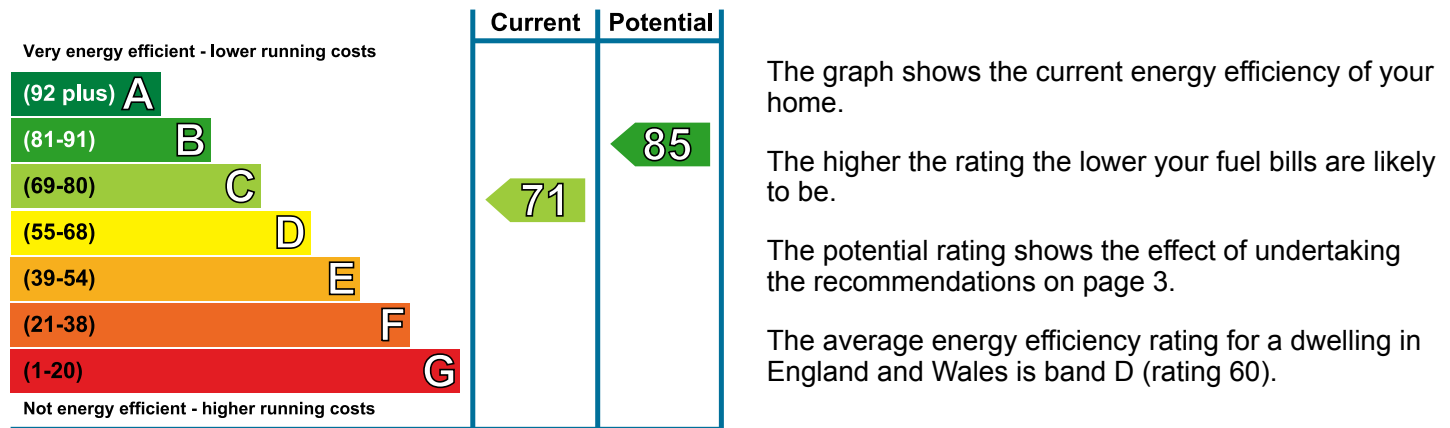 Current Potential
Very energy efficient - lower running costs
(92 plus) A
(81-91) B
(69-80) C
(55-68) D
(39-54) E
(21-38) F
(1-20) G
Not energy efficient - higher running costs
71
85
The graph shows the current energy efficiency of your
home.
The higher the rating the lower your fuel bills are likely
to be.
The potential rating shows the effect of undertaking
the recommendations on page 3.
The average energy efficiency rating for a dwelling in
England and Wales is band D (rating 60).